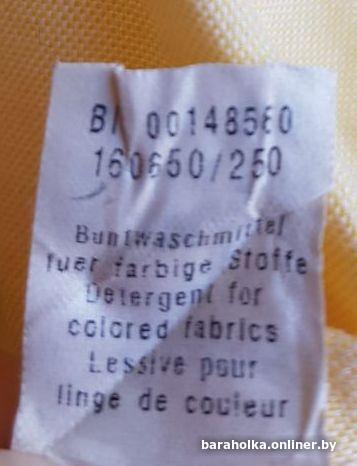 BN 00148560
160650/250
Buntwaschmittel
fuer farbige Stoffe
Detergent for
colored fabrics
Lessive pour
linge de couleur
baraholka.onliner.by